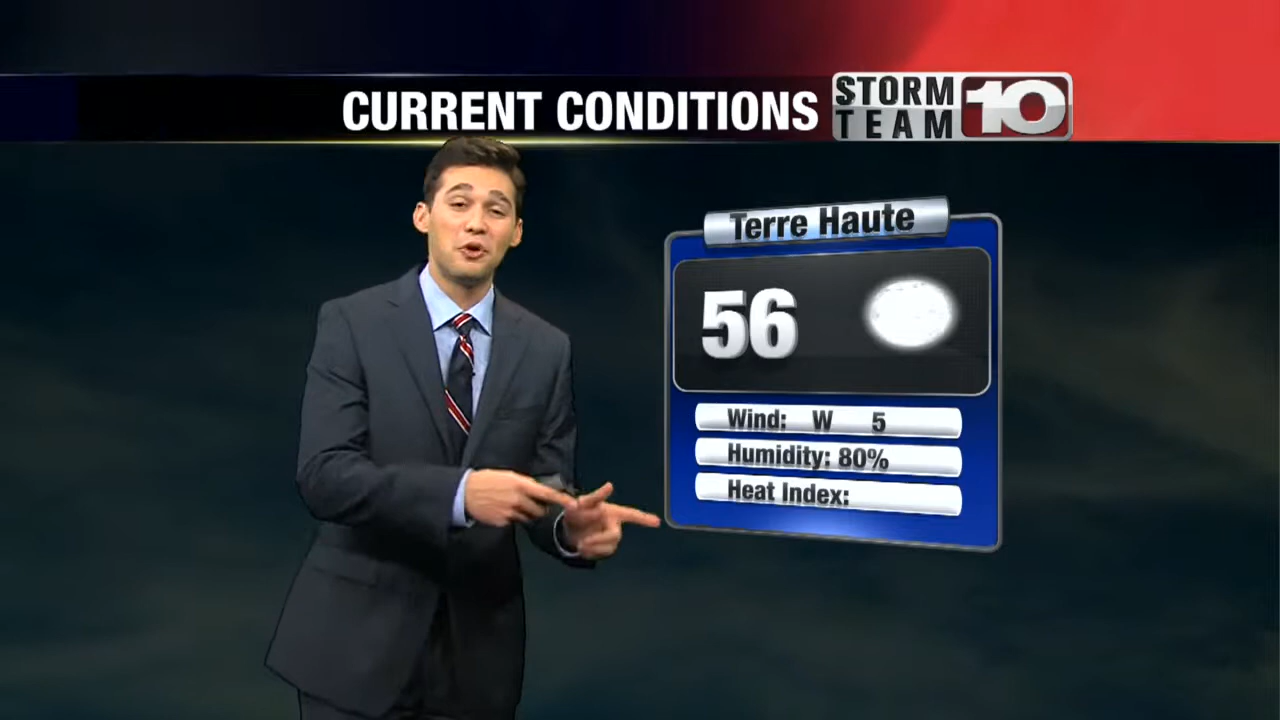 CURRENT CONDITIONS
STORM
TEAM
10
Terre Haute
56
Wind: W 5
Humidity: 80%
Heat Index: